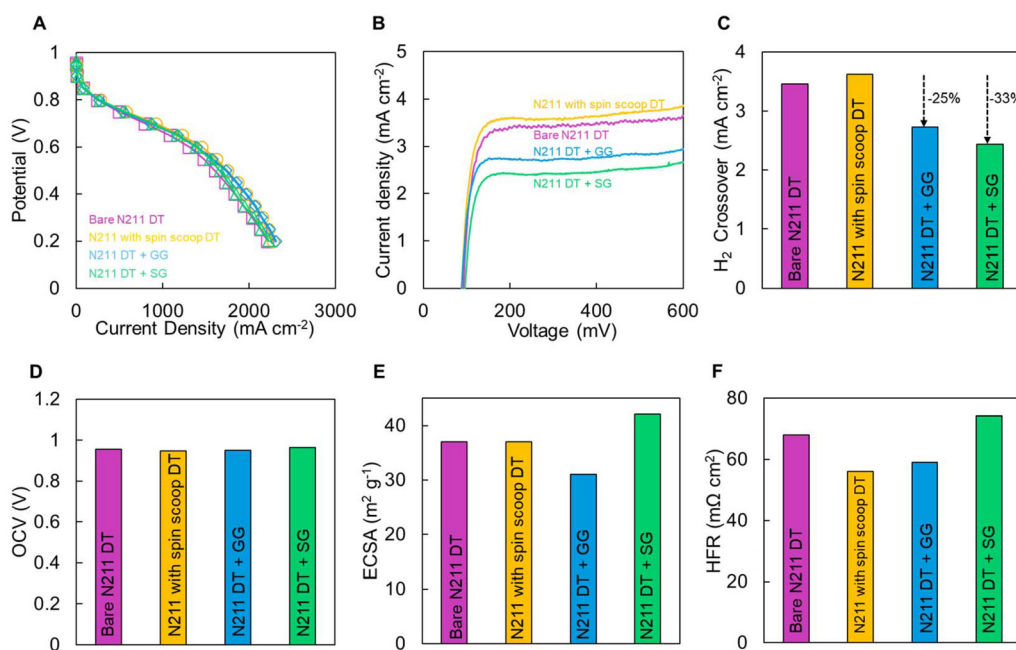 A
Potential (V)
1
0.8
0.6
0.4
0.2
0
Bare N211 DT
N211 with spin scoop DT
N211 DT + GG
N211 DT + SG
0 1000 2000 3000
Current Density (mA cm-2)
B
Current density (mA cm-2)
5
4
3
2
1
0
N211 with spin scoop DT
Bare N211 DT
N211 DT + GG
N211 DT + SG
0 200 400 600
Voltage (mV)
C
H2 Crossover (mA cm-2)
4
3
2
1
0
-25%
-33%
Bare N211 DT
N211 with spin scoop DT
N211 DT + GG
N211 DT + SG
D
OCV (V)
1.2
1
0.8
0.6
0.4
0.2
0
Bare N211 DT
N211 with spin scoop DT
N211 DT + GG
N211 DT + SG
E
ECSA (m2 g-1)
40
30
20
10
0
Bare N211 DT
N211 with spin scoop DT
N211 DT + GG
N211 DT + SG
F
HFR (mΩ cm2)
80
60
40
20
0
Bare N211 DT
N211 with spin scoop DT
N211 DT + GG
N211 DT + SG